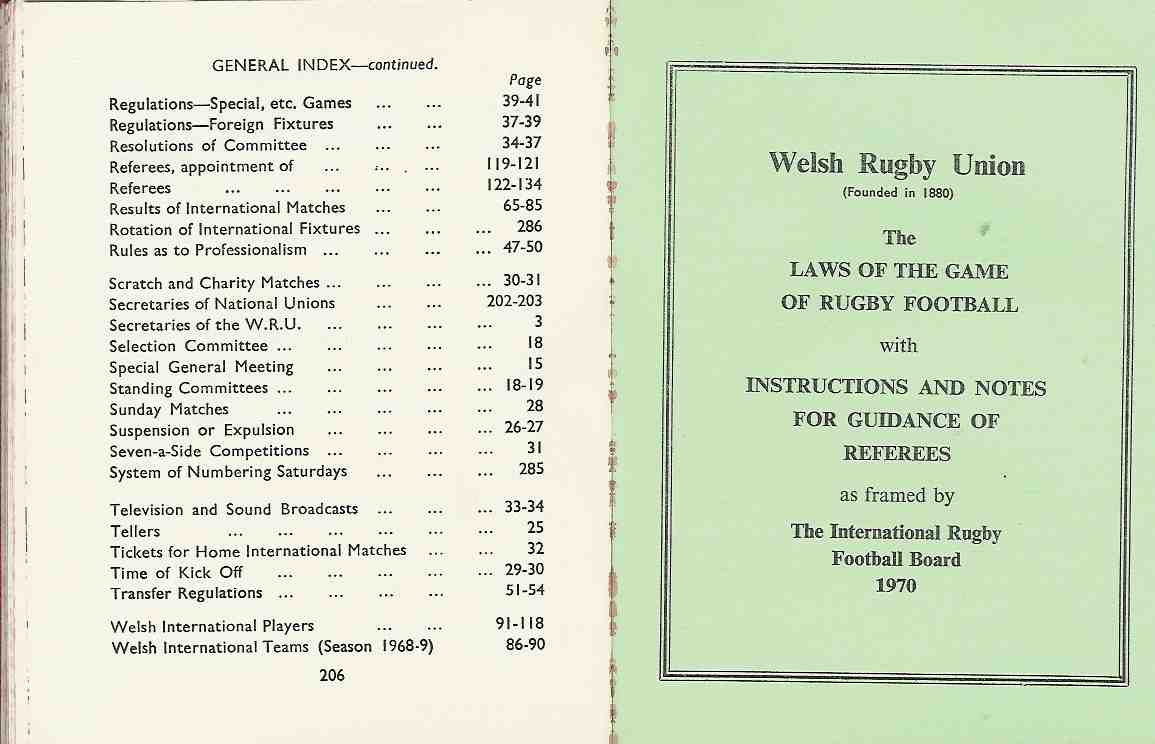 GENERAL INDEX—continued.
Page
Regulations—Special, etc. Games ... ... 39-41
Regulations—Foreign Fixtures ... ... 37-39
Resolutions of Committee ... ... ... 34-37
Referees, appointment of ... ... ... 119-121
Referees ... ... ... ... ... 122-134
Results of International Matches ... ... 65-85
Rotation of International Fixtures ... ... ... 286
Rules as to Professionalism ... ... ... ... 47-50
Scratch and Charity Matches ... ... ... ... 30-31
Secretaries of National Unions ... ... 202-203
Secretaries of the W.R.U. ... ... ... ... 3
Selection Committee ... ... ... ... ... 18
Special General Meeting ... ... ... ... 15
Standing Committees ... ... ... ... ... 18-19
Sunday Matches ... ... ... ... ... 28
Suspension or Expulsion ... ... ... ... 26-27
Seven-a-Side Competitions ... ... ... ... 31
System of Numbering Saturdays ... ... ... 285
Television and Sound Broadcasts ... ... ... 33-34
Tellers ... ... ... ... ... ... 25
Tickets for Home International Matches ... ... 32
Time of Kick Off ... ... ... ... ... 29-30
Transfer Regulations ... ... ... ... 51-54
Welsh International Players ... ... 91-118
Welsh International Teams (Season 1968-9) 86-90
206
Welsh Rugby Union
(Founded in 1880)
The
LAWS OF THE GAME
OF RUGBY FOOTBALL
with
INSTRUCTIONS AND NOTES
FOR GUIDANCE OF
REFEREES
as framed by
The International Rugby
Football Board
1970